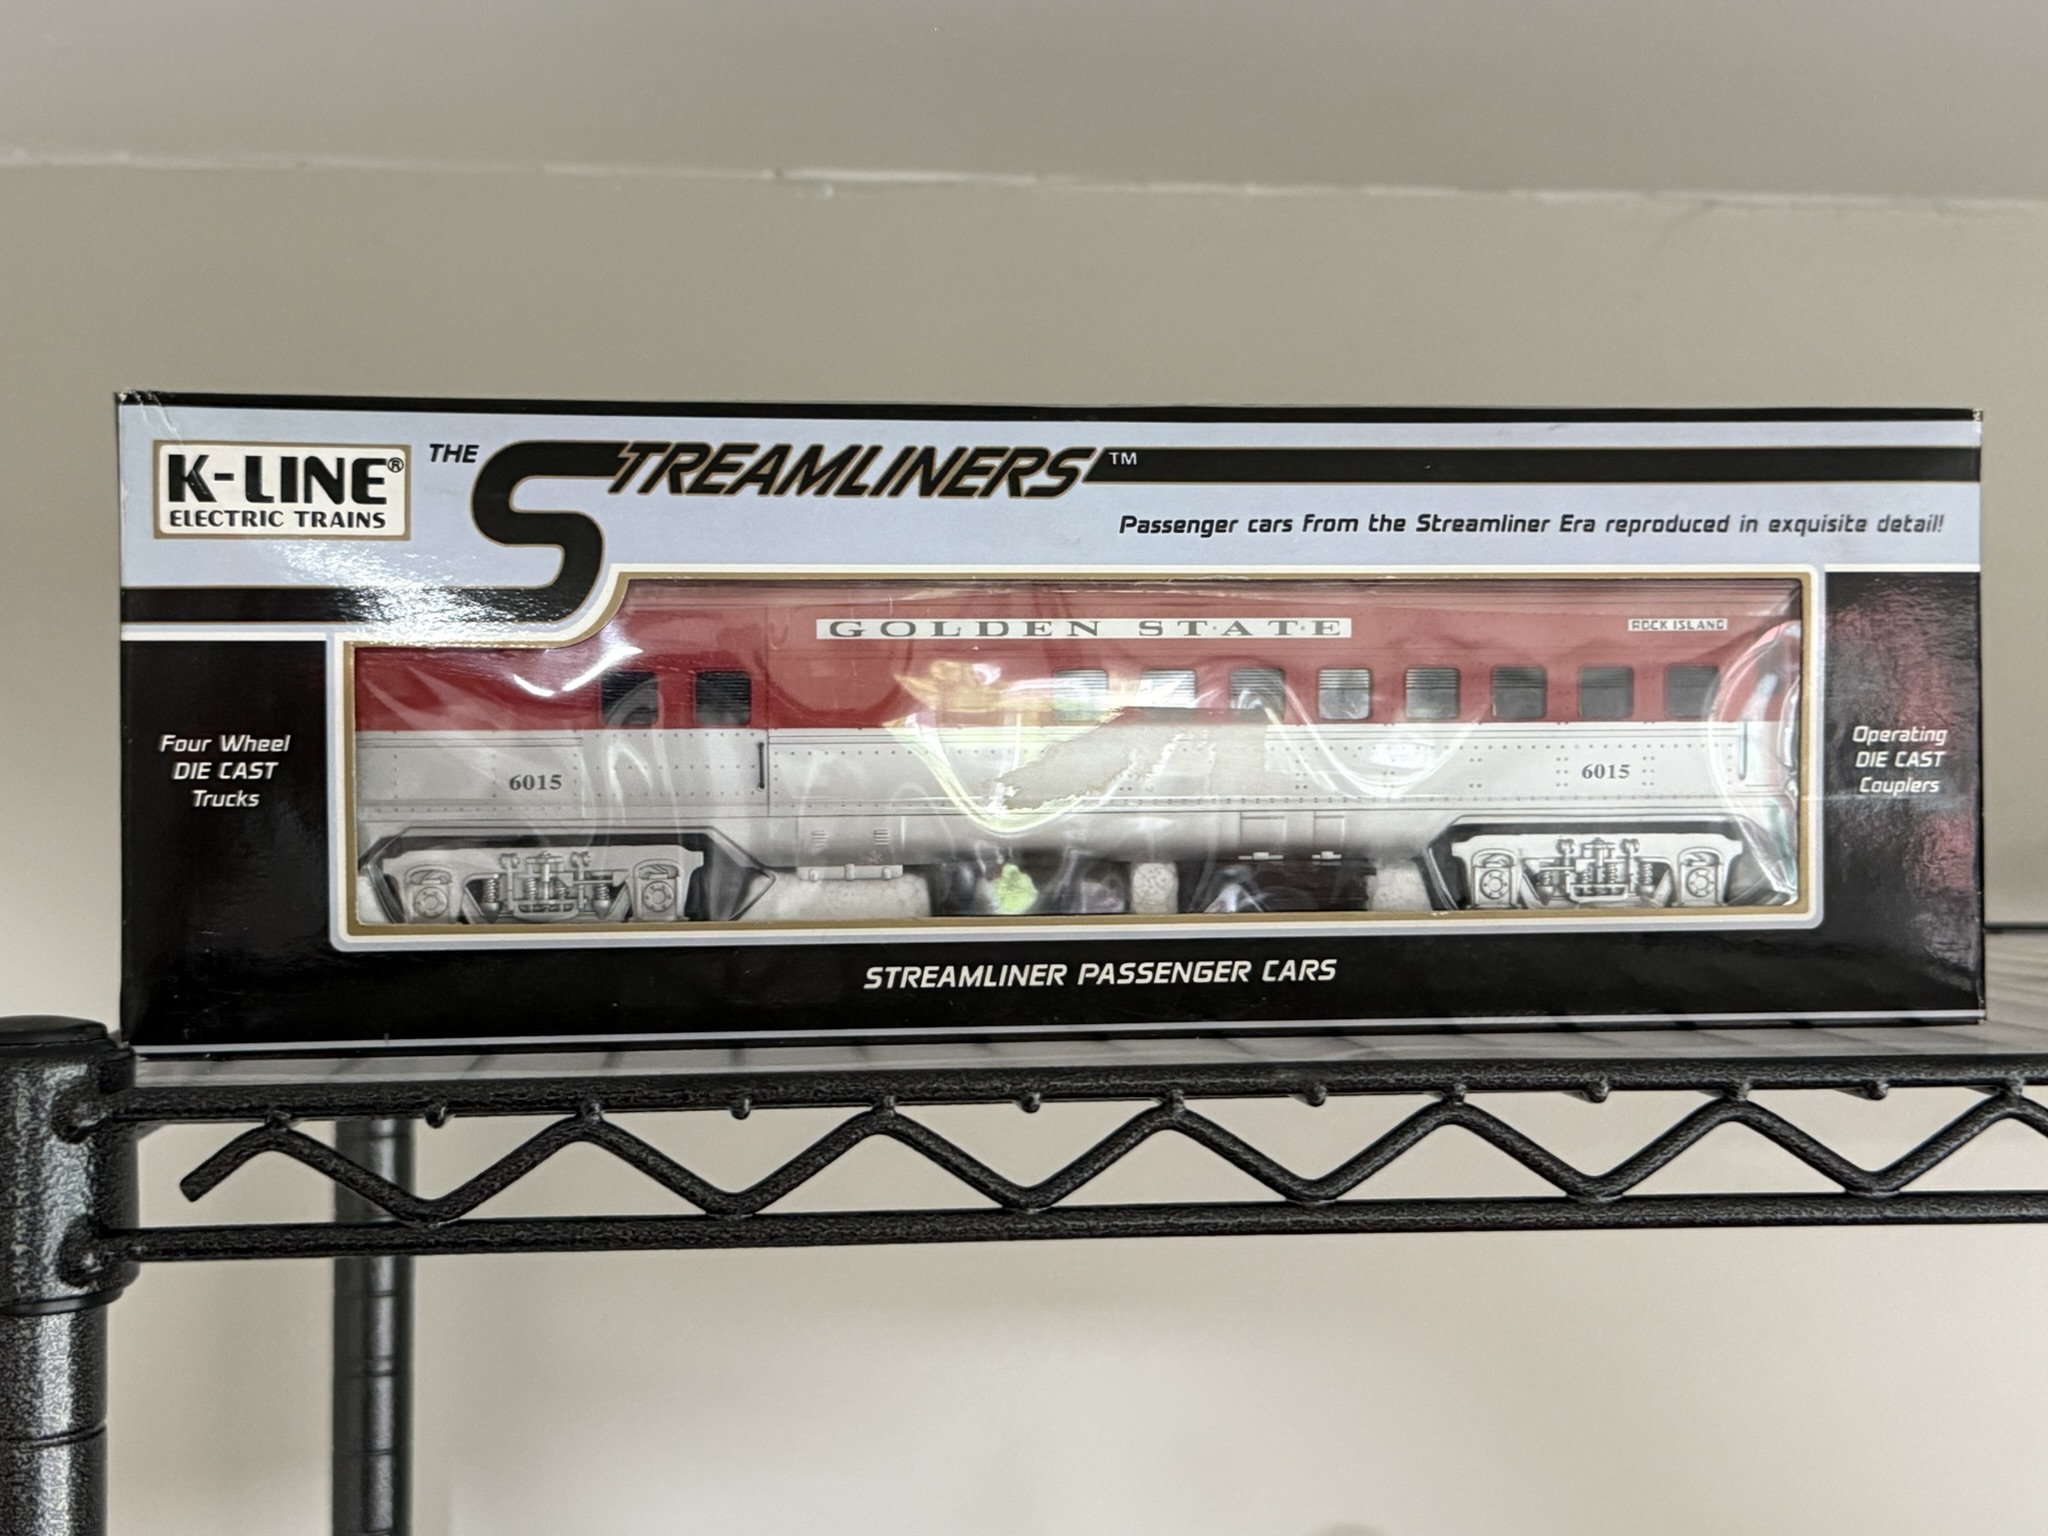 K-LINE®
ELECTRIC TRAINS
THE STREAMLINERS™
Passenger cars from the Streamliner Era reproduced in exquisite detail!
GOLDEN STATE
ROCK ISLAND
Four Wheel
DIE CAST
Trucks
6015
6015
Operating
DIE CAST
Couplers
STREAMLINER PASSENGER CARS